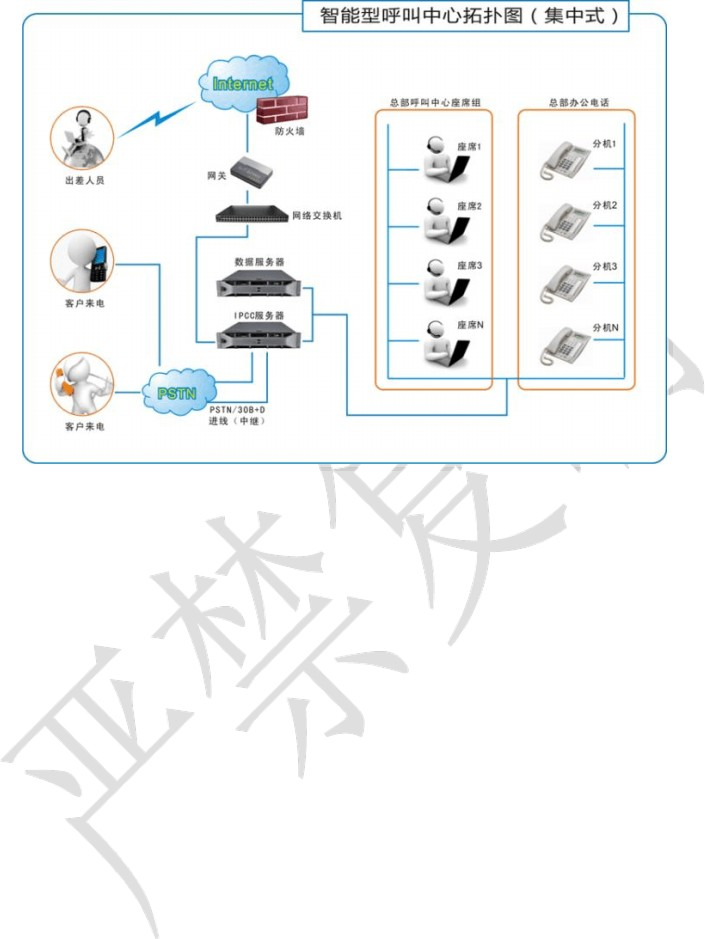 智能型呼叫中心拓扑图（集中式）
Internet
防火墙
出差人员
网关
网络交换机
客户来电
数据服务器
IPCC服务器
客户来电
PSTN
PSTN/30B+D
进线（中继）
总部呼叫中心座席组
座席1
座席2
座席3
座席N
总部办公电话
分机1
分机2
分机3
分机N
严禁复